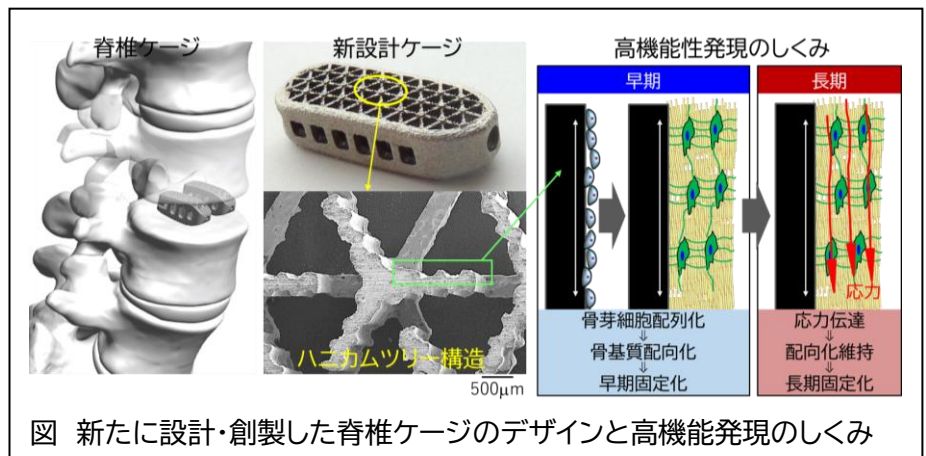 脊椎ケージ
新設計ケージ
高機能性発現のしくみ
ハニカムツリー構造
500μm
早期
長期
応力
骨芽細胞配列化
⇓
骨基質配向化
⇓
早期固定化
応力伝達
⇓
配向化維持
⇓
長期固定化
図 新たに設計・創製した脊椎ケージのデザインと高機能発現のしくみ